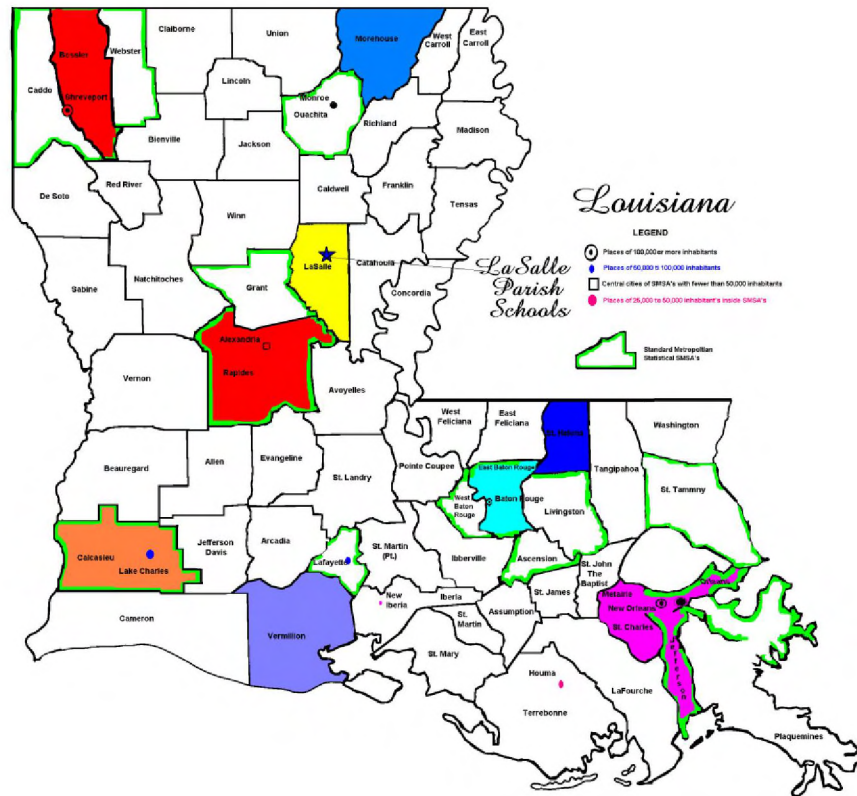 Claiborne
Union
Morehouse
West
Carroll
East
Carroll
Bossier
Webster
Caddo
Shreveport
Lincoln
Monroe
Ouachita
Richland
Madison
Bienville
Jackson
De Soto
Red River
Caldwell
Franklin
Tensas
Winn
Natchitoches
Sabine
LaSalle
Catahoula
Grant
Concordia
Louisiana
LEGEND
Places of 100,000or more inhabitants
Places of 50,000 to 100,000 inhabitants
Central cities of SMSA's with fewer than 50,000 inhabitants
Places of 25,000 to 50,000 inhabitant's inside SMSA's
Standard Metropolitan
Statistical SMSA's
LaSalle
Parish
Schools
Alexandria
Rapides
Vernon
Avoyelles
West
Feliciana
East
Feliciana
St. Helena
Washington
Beauregard
Allen
Evangeline
St. Landry
Pointe Coupee
East Baton Rouge
Tangipahoa
St. Tammny
West
Baton
Rouge
Baton Rouge
Livingston
Calcasieu
Lake Charles
Jefferson
Davis
Arcadia
Lafayette
St. Martin
(Pt.)
Ibberville
Ascension
St. John
The
Baptist
Orleans
Cameron
Vermilion
New
Iberia
Iberia
St.
Martin
Assumption
St. James
Metairie
New Orleans
St. Charles
Jefferson
St. Mary
Houma
Terrebonne
LaFourche
Plaquemines